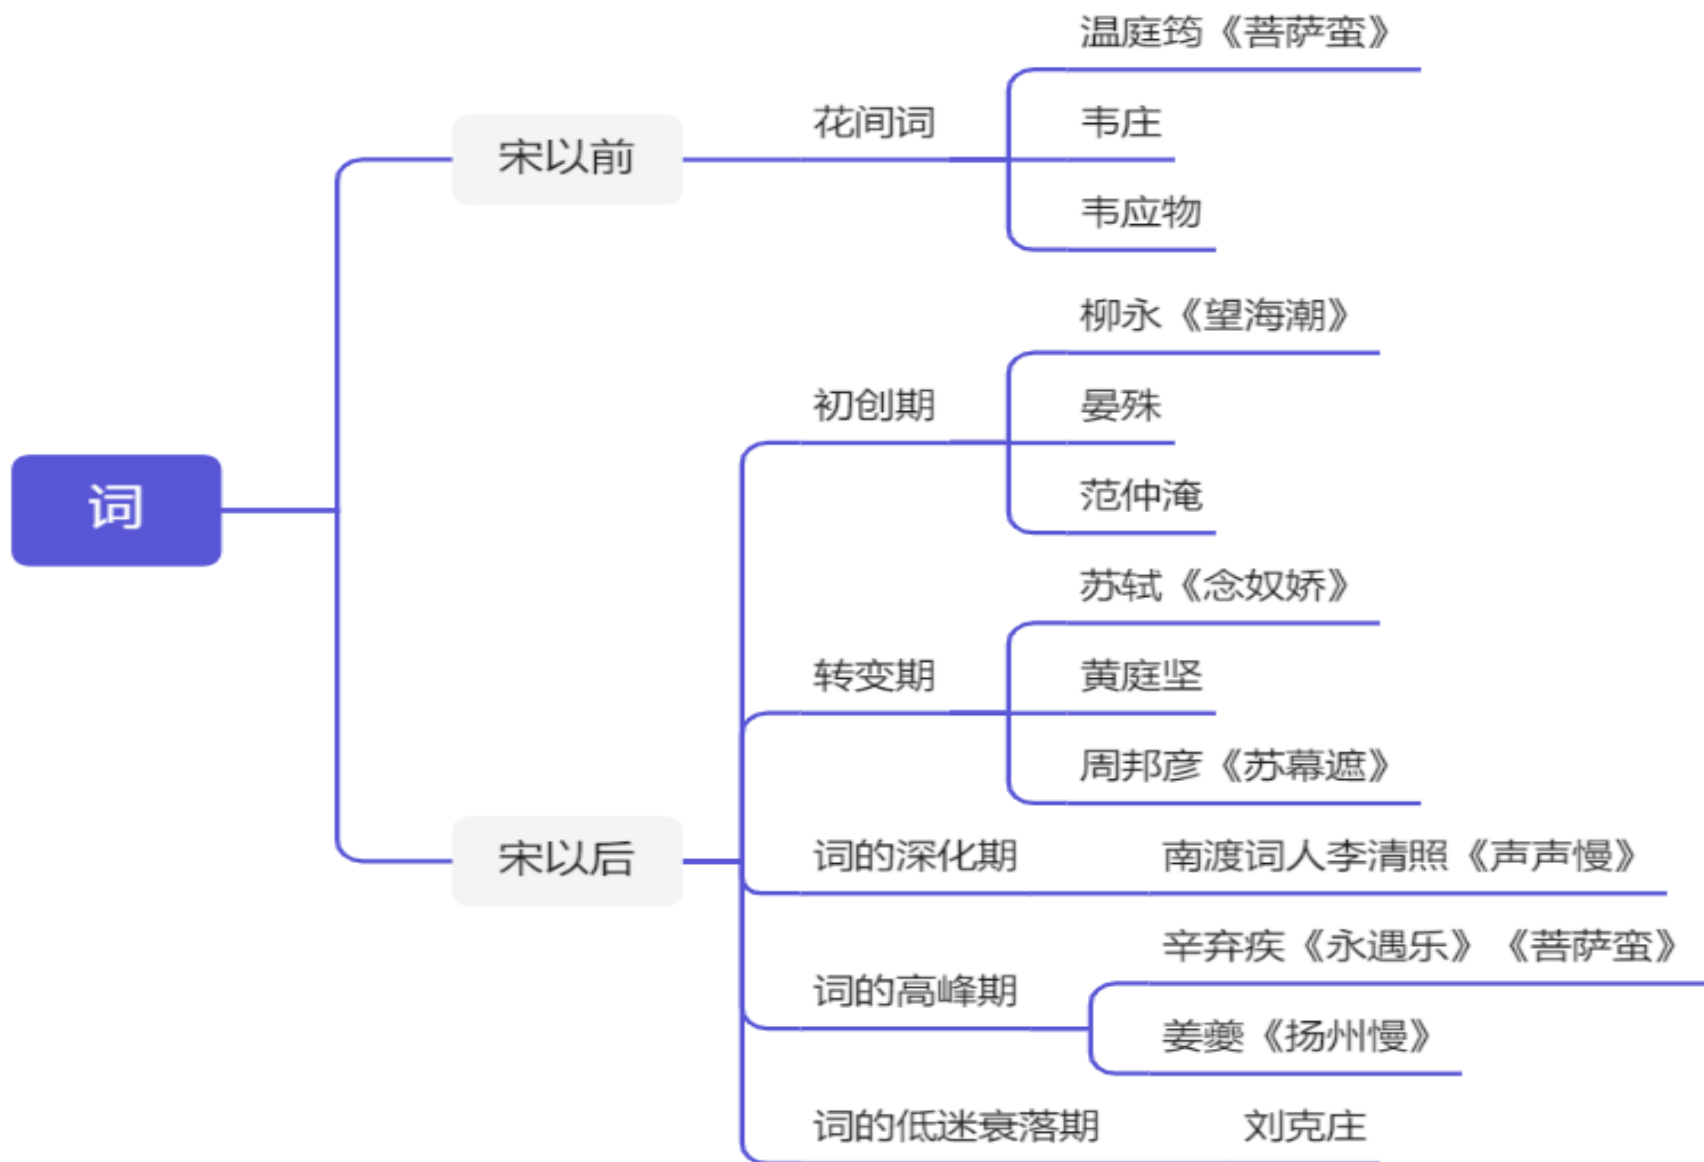 词
宋以前
花间词
温庭筠《菩萨蛮》
韦庄
韦应物
宋以后
初创期
柳永《望海潮》
晏殊
范仲淹
转变期
苏轼《念奴娇》
黄庭坚
周邦彦《苏幕遮》
词的深化期
南渡词人李清照《声声慢》
词的高峰期
辛弃疾《永遇乐》《菩萨蛮》
姜夔《扬州慢》
词的低迷衰落期
刘克庄